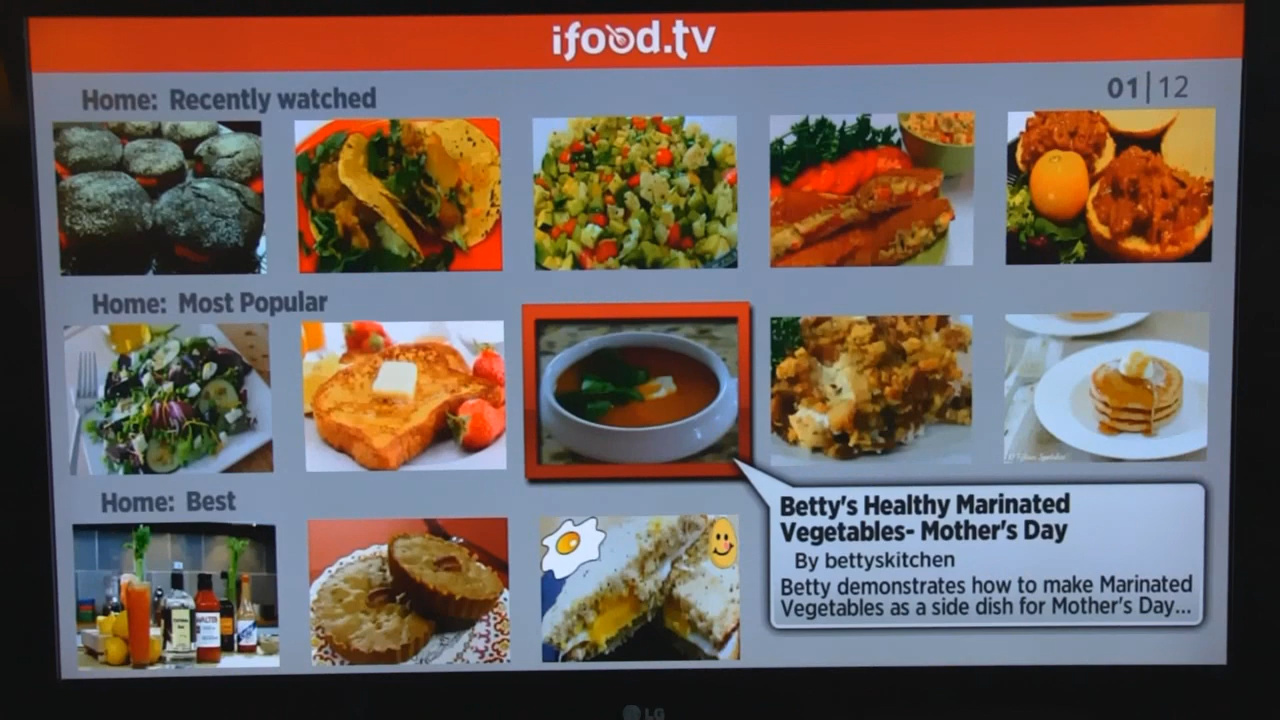 ifood.tv
Home: Recently watched
01|12
Home: Most Popular
Home: Best
Betty's Healthy Marinated
Vegetables- Mother's Day
By bettyskitchen
Betty demonstrates how to make Marinated
Vegetables as a side dish for Mother's Day...
LG